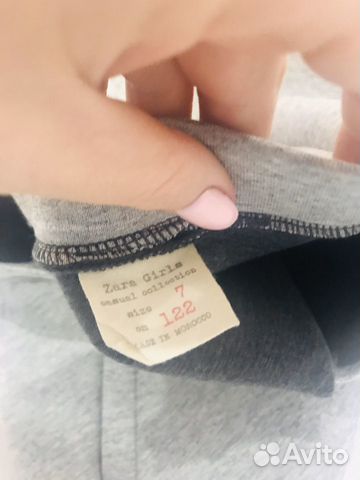 Zara Girls
casual collection
size 7
cm 122
MADE IN MOROCCO
Avito